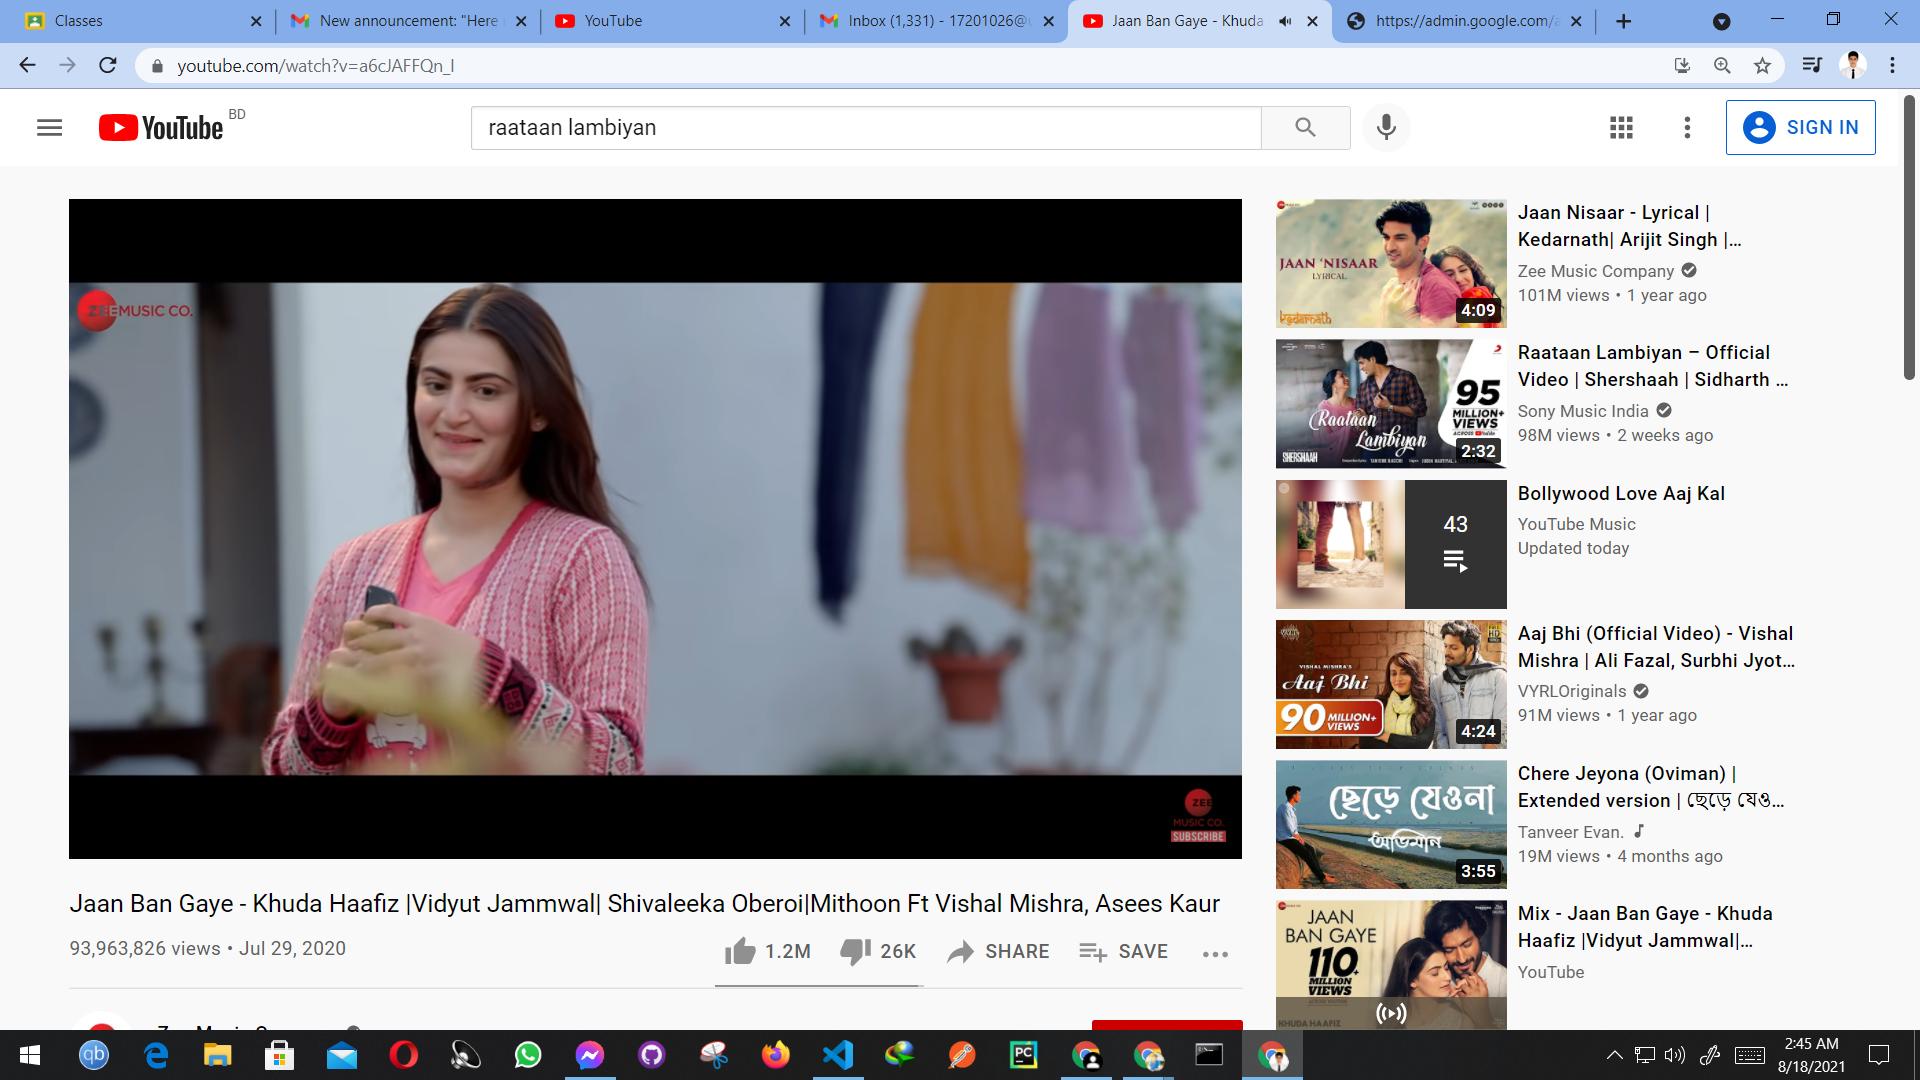 Classes
New announcement: "Here
YouTube
Inbox (1,331) - 17201026@
Jaan Ban Gaye - Khuda
https://admin.google.com/
youtube.com/watch?v=a6cJAFFQn_I
YouTube BD
raataan lambiyan
SIGN IN
ZEE MUSIC CO.
ZEE
MUSIC CO.
SUBSCRIBE
Jaan Ban Gaye - Khuda Haafiz |Vidyut Jammwal| Shivaleeka Oberoi|Mithoon Ft Vishal Mishra, Asees Kaur
93,963,826 views • Jul 29, 2020
1.2M
26K
SHARE
SAVE
JAAN 'NISAAR
LYRICAL
kedarnath
4:09
Jaan Nisaar - Lyrical |
Kedarnath| Arijit Singh |...
Zee Music Company
101M views • 1 year ago
Raataan
Lambiyan
SHERSHAAH
95
MILLION+
VIEWS
2:32
Raataan Lambiyan – Official
Video | Shershaah | Sidharth ...
Sony Music India
98M views • 2 weeks ago
43
Bollywood Love Aaj Kal
YouTube Music
Updated today
VISHAL MISHRA'S
Aaj Bhi
90 MILLION+
VIEWS
4:24
Aaj Bhi (Official Video) - Vishal
Mishra | Ali Fazal, Surbhi Jyot...
VYRLOriginals
91M views • 1 year ago
ছেড়ে যেওনা
অভিমান
3:55
Chere Jeyona (Oviman) |
Extended version | ছেড়ে যেও...
Tanveer Evan.
19M views • 4 months ago
JAAN
BAN GAYE
110+
MILLION
VIEWS
KHUDA HAAFIZ
Mix - Jaan Ban Gaye - Khuda
Haafiz |Vidyut Jammwal|...
YouTube
qb
PC
2:45 AM
8/18/2021